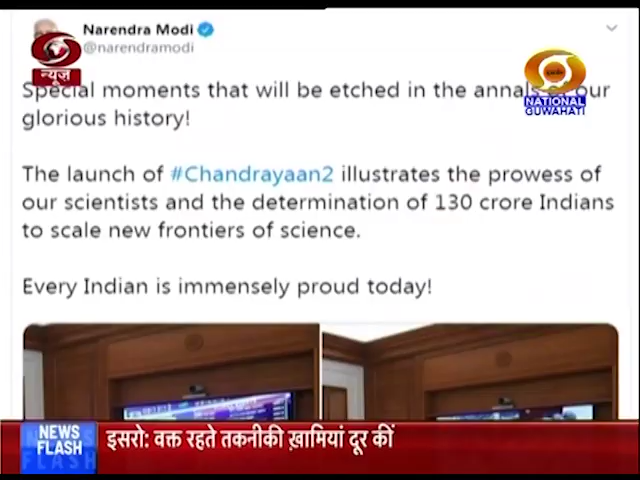 Narendra Modi
@narendramodi
न्यूज़
Special moments that will be etched in the annals of our
glorious history!
NATIONAL
GUWAHATI
The launch of #Chandrayaan2 illustrates the prowess of
our scientists and the determination of 130 crore Indians
to scale new frontiers of science.
Every Indian is immensely proud today!
NEWS
FLASH
इसरो: वक्त रहते तकनीकी ख़ामियां दूर कीं